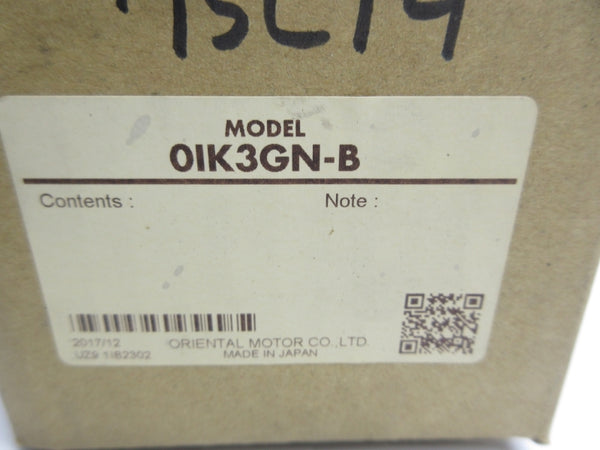 MODEL
0IK3GN-B
Contents :
Note :
2017/12
ORIENTAL MOTOR CO.,LTD.
MADE IN JAPAN